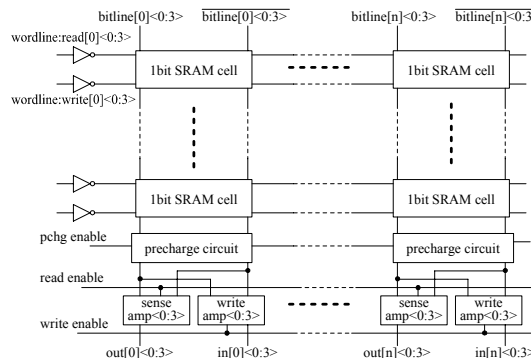 bitline[0]<0:3> bitline[0]<0:3> bitline[n]<0:3> bitline[n]<0:3>
wordline:read[0]<0:3>
1bit SRAM cell 1bit SRAM cell
wordline:write[0]<0:3>
1bit SRAM cell 1bit SRAM cell
pchg enable
precharge circuit precharge circuit
read enable
sense write sense write
amp<0:3> amp<0:3> amp<0:3> amp<0:3>
write enable
out[0]<0:3> in[0]<0:3> out[n]<0:3> in[n]<0:3>